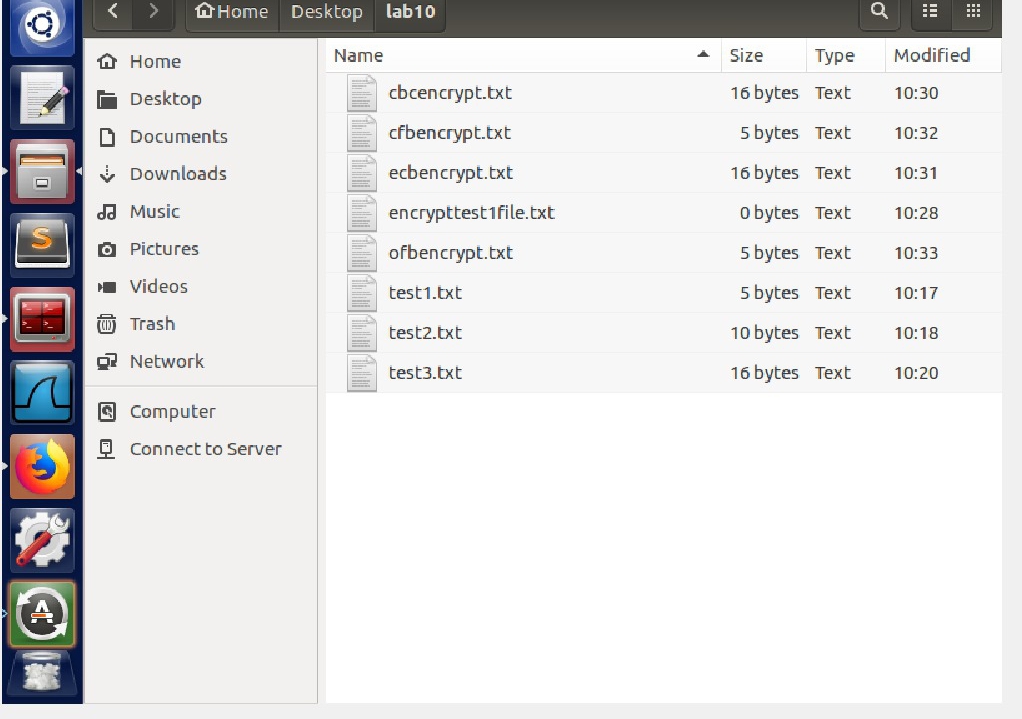 Home Desktop lab10
Name Size Type Modified
Home
Desktop
Documents
Downloads
Music
Pictures
Videos
Trash
Network
Computer
Connect to Server
cbcencrypt.txt 16 bytes Text 10:30
cfbencrypt.txt 5 bytes Text 10:32
ecbencrypt.txt 16 bytes Text 10:31
encrypttest1file.txt 0 bytes Text 10:28
ofbencrypt.txt 5 bytes Text 10:33
test1.txt 5 bytes Text 10:17
test2.txt 10 bytes Text 10:18
test3.txt 16 bytes Text 10:20
S
A